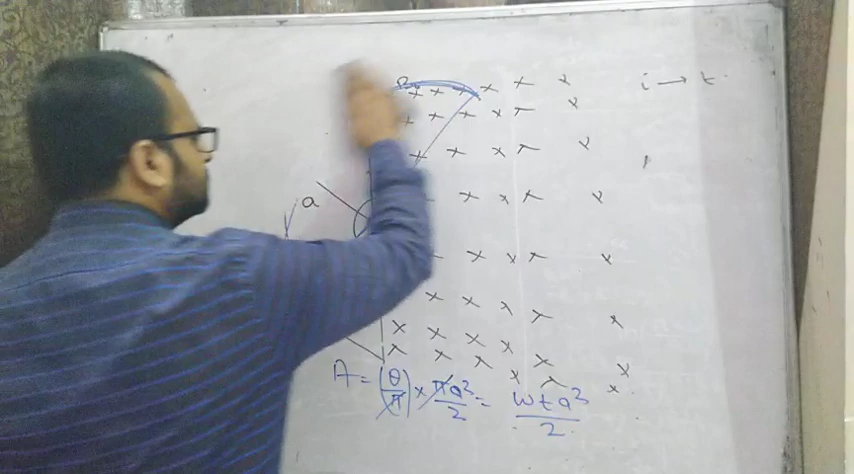 i → t
a
A = (θ/π) × πa²/2 = ωta²/2